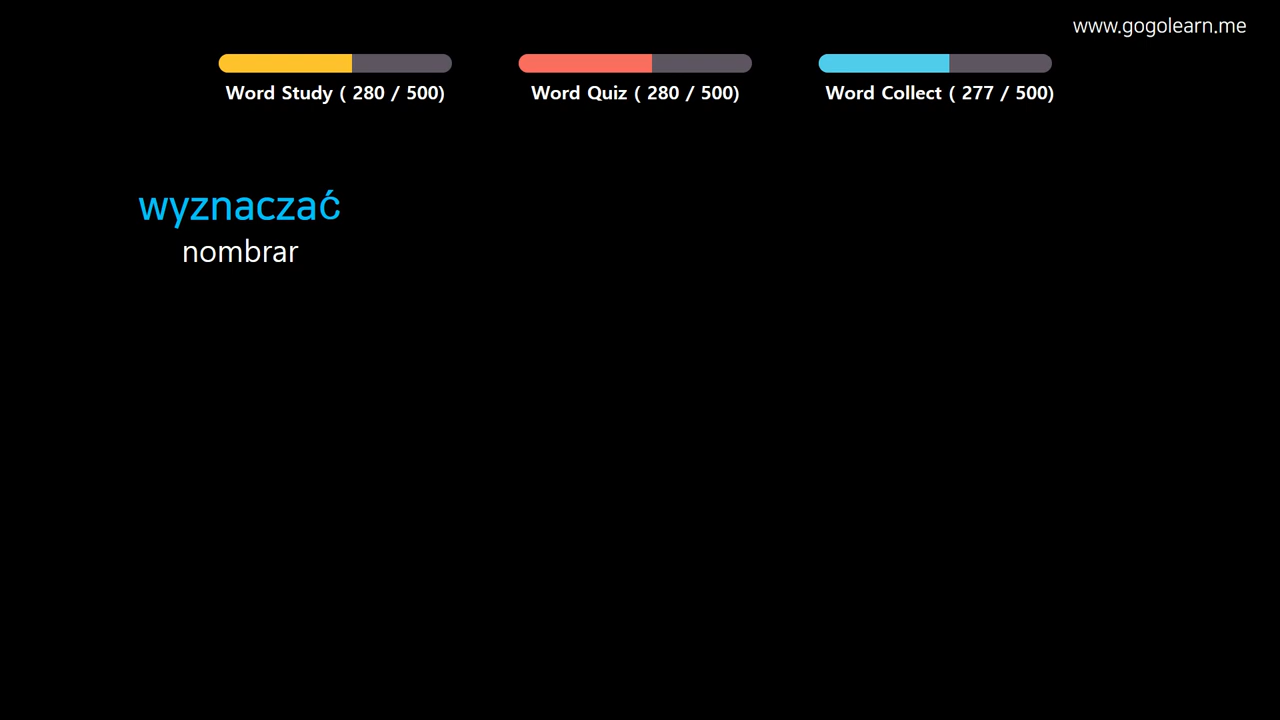 www.gogolearn.me
Word Study ( 280 / 500)
Word Quiz ( 280 / 500)
Word Collect ( 277 / 500)
wyznaczać
nombrar